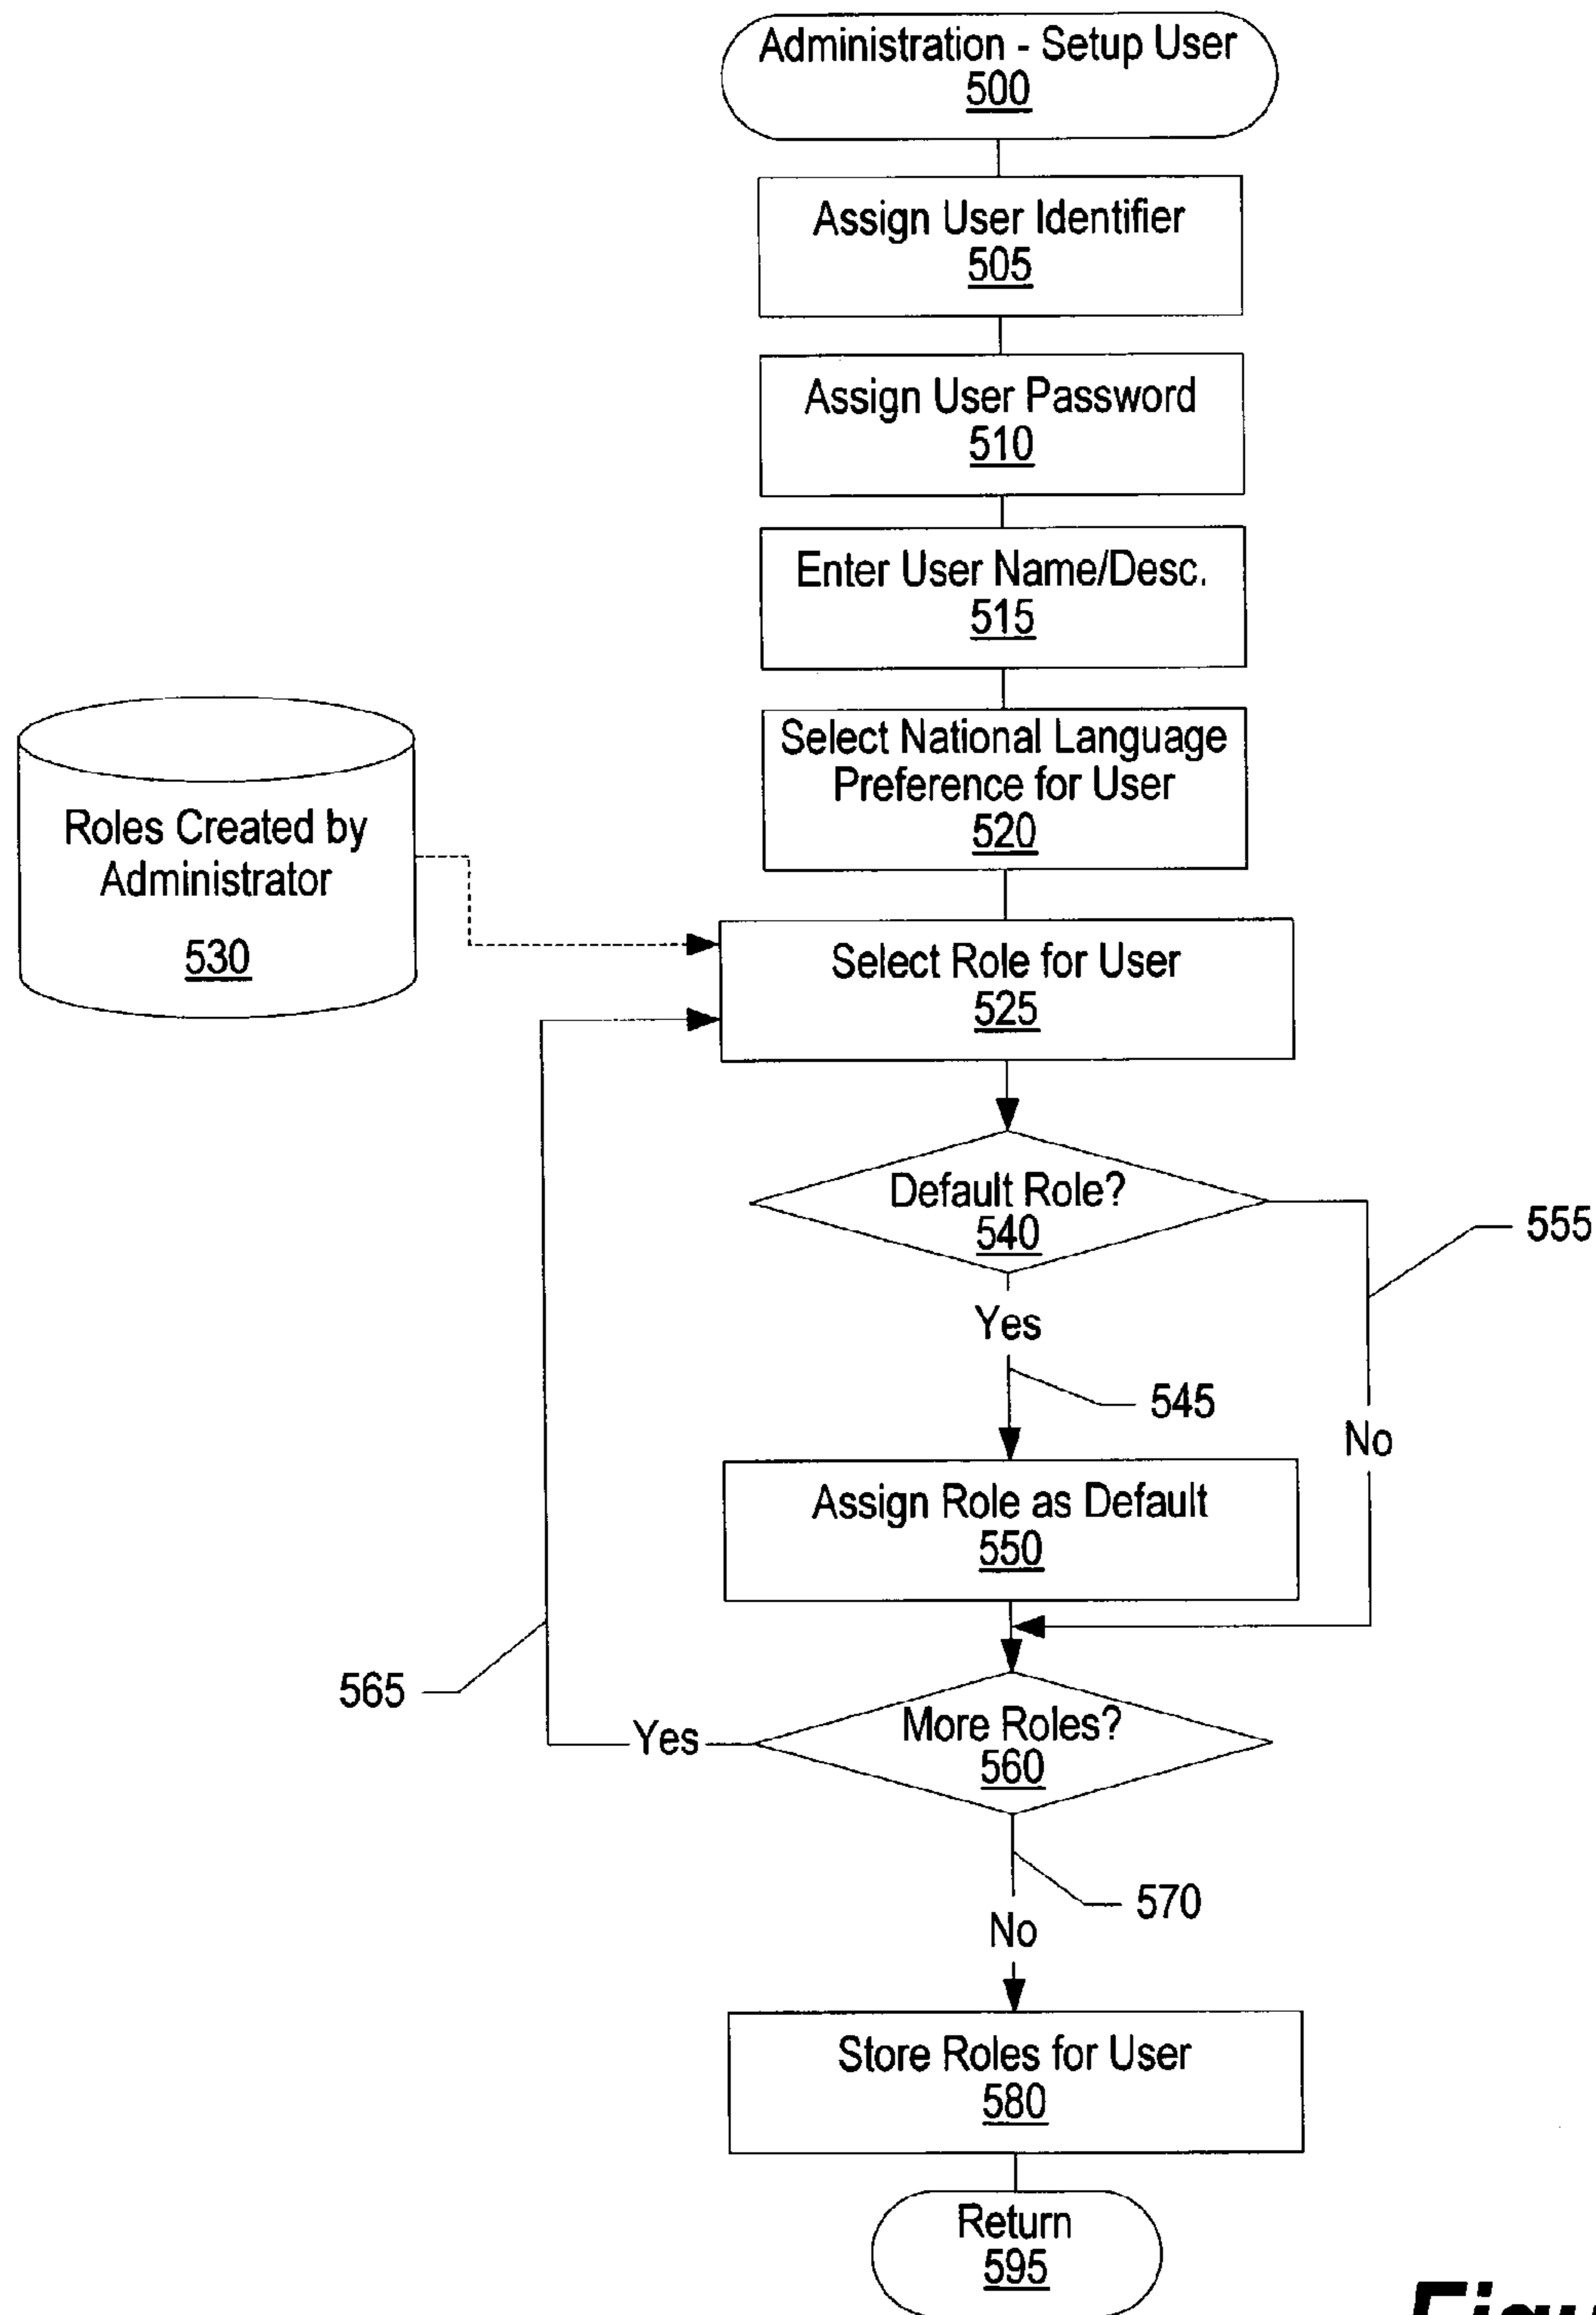 Administration - Setup User
500
Assign User Identifier
505
Assign User Password
510
Enter User Name/Desc.
515
Select National Language
Preference for User
520
Roles Created by
Administrator
530
Select Role for User
525
Default Role?
540
555
Yes
545
No
Assign Role as Default
550
565
More Roles?
560
Yes
570
No
Store Roles for User
580
Return
595